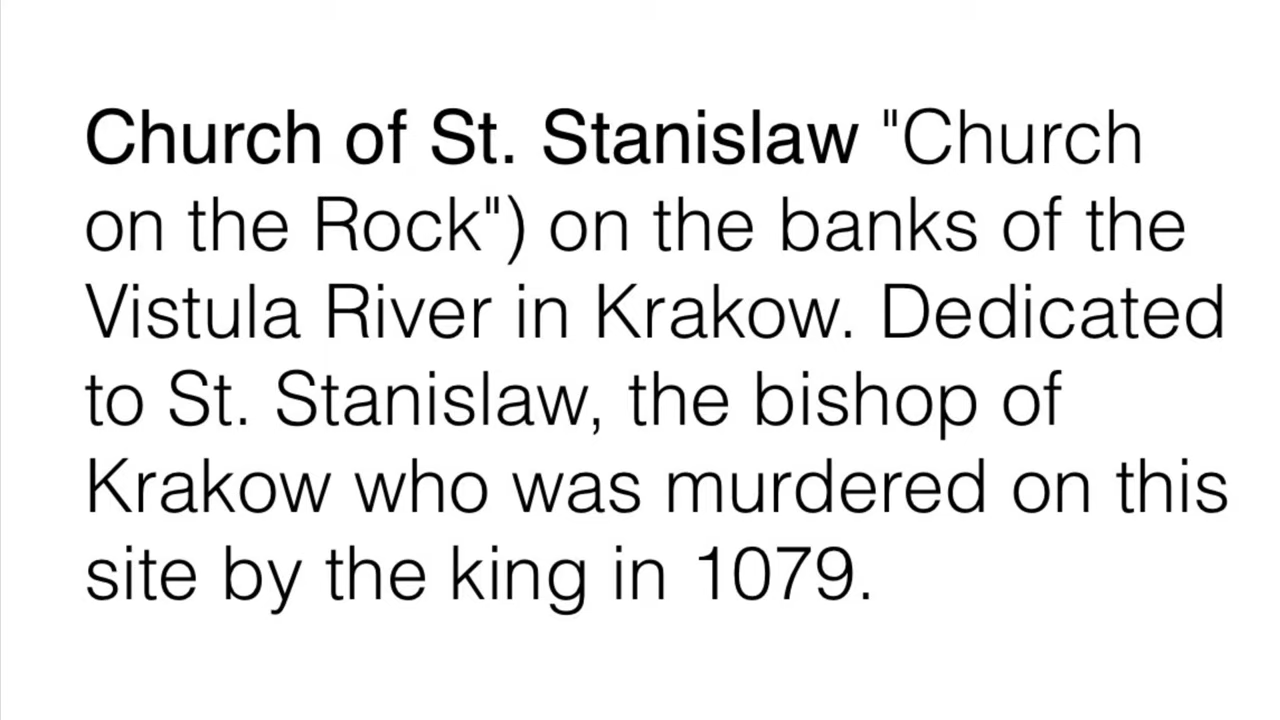 Church of St. Stanislaw "Church
on the Rock") on the banks of the
Vistula River in Krakow. Dedicated
to St. Stanislaw, the bishop of
Krakow who was murdered on this
site by the king in 1079.